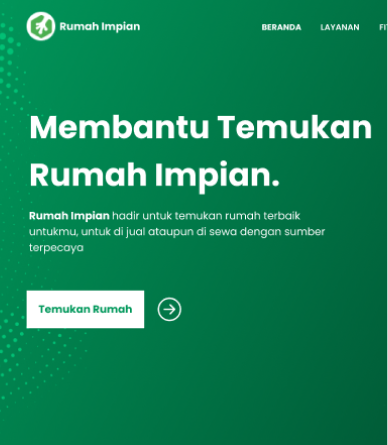 Rumah Impian
BERANDA LAYANAN
Membantu Temukan
Rumah Impian.
Rumah Impian hadir untuk temukan rumah terbaik
untukmu, untuk di jual ataupun di sewa dengan sumber
terpecaya
Temukan Rumah